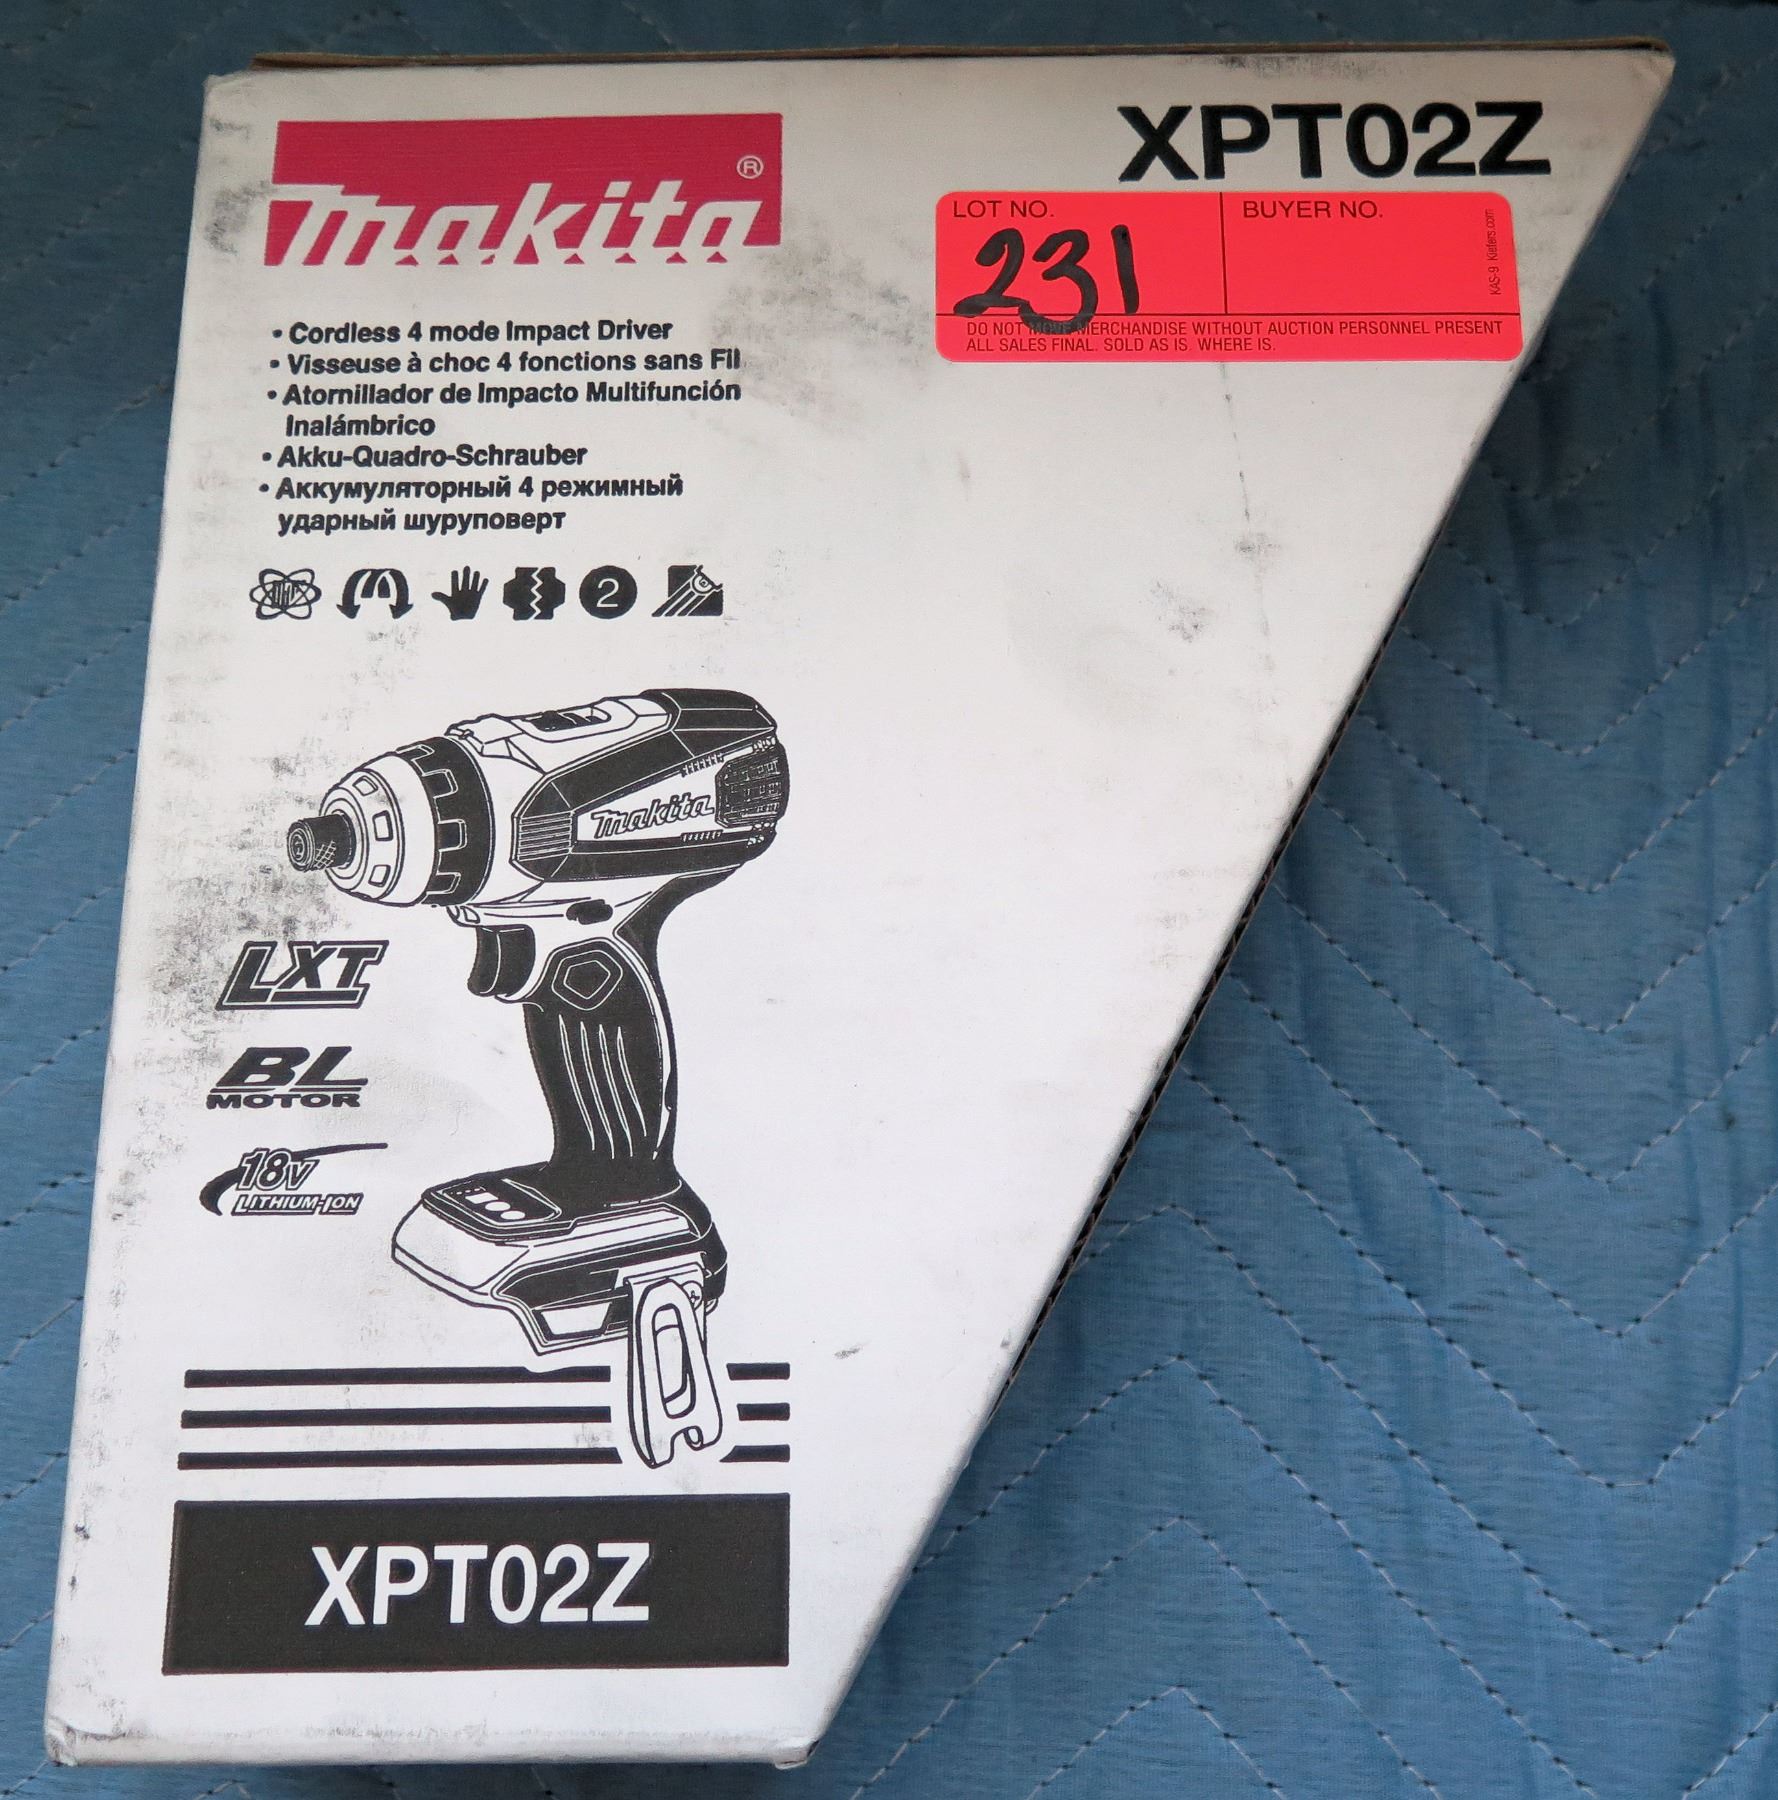 XPT02Z
makita®
LOT NO.
231
BUYER NO.
KAS-9 Kiefers.com
DO NOT MOVE MERCHANDISE WITHOUT AUCTION PERSONNEL PRESENT
ALL SALES FINAL. SOLD AS IS. WHERE IS.
• Cordless 4 mode Impact Driver
• Visseuse à choc 4 fonctions sans Fil
• Atornillador de Impacto Multifunción
Inalámbrico
• Akku-Quadro-Schrauber
• Аккумуляторный 4 режимный
ударный шуруповерт
2
makita
LXT
BL
MOTOR
18V
LITHIUM-ION
XPT02Z